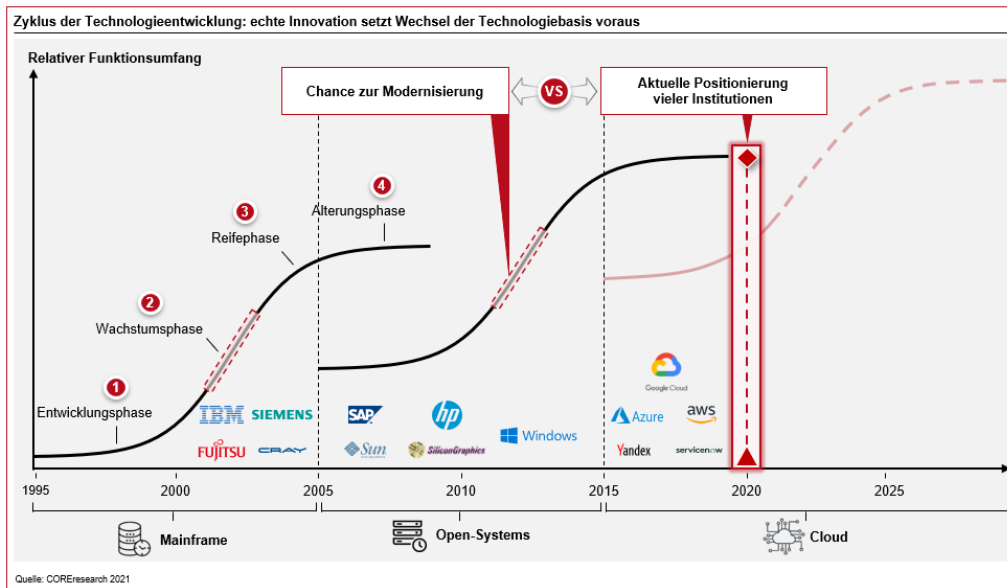 Zyklus der Technologieentwicklung: echte Innovation setzt Wechsel der Technologiebasis voraus
Relativer Funktionsumfang
Chance zur Modernisierung
VS
Aktuelle Positionierung
vieler Institutionen
4
Alterungsphase
3
Reifephase
2
Wachstumsphase
1
Entwicklungsphase
IBM
SIEMENS
FUJITSU
CRAY
SAP
hp
Sun
SiliconGraphics
Windows
Google Cloud
Azure
aws
Yandex
servicenow
1995
2000
2005
2010
2015
2020
2025
Mainframe
Open-Systems
Cloud
Quelle: COREresearch 2021